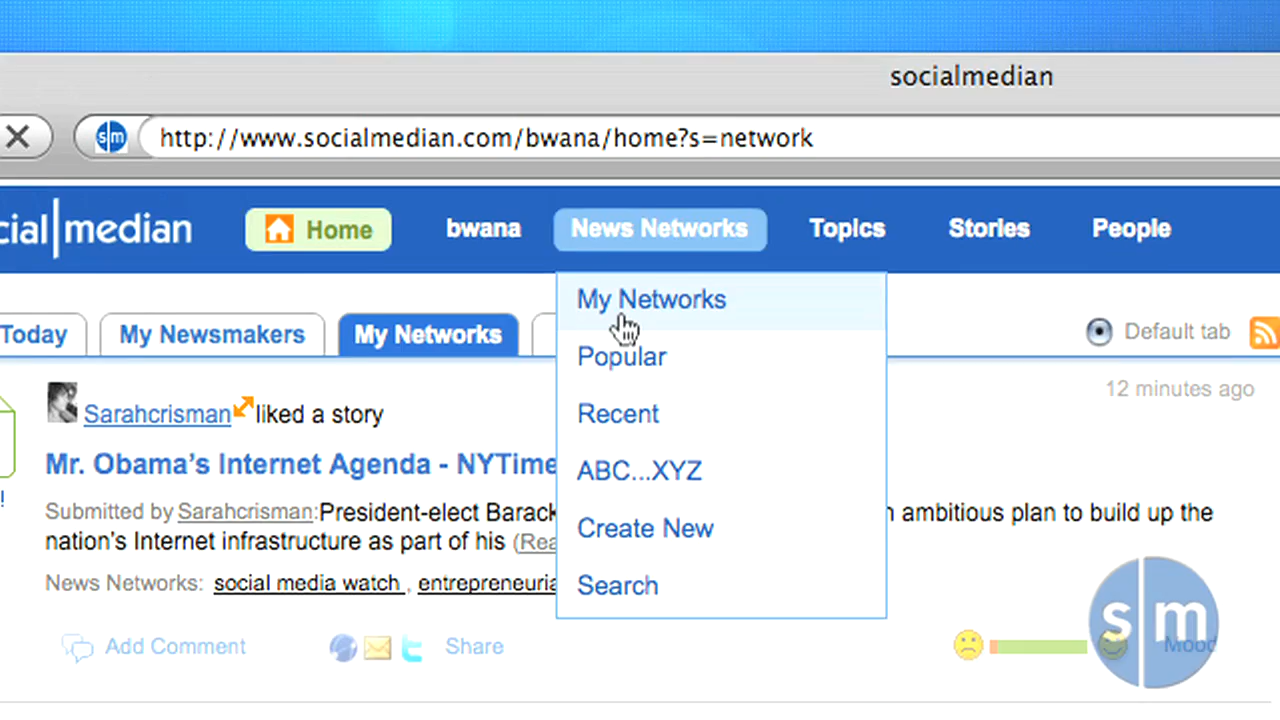 socialmedian
http://www.socialmedian.com/bwana/home?s=network
cial|median Home bwana News Networks Topics Stories People
My Networks
Popular
Recent
ABC...XYZ
Create New
Search
Today My Newsmakers My Networks Default tab
12 minutes ago
Sarahcrisman liked a story
Mr. Obama's Internet Agenda - NYTime
Submitted by Sarahcrisman:President-elect Barack n ambitious plan to build up the
nation's Internet infrastructure as part of his (Rea
News Networks: social media watch , entrepreneuria
!
Add Comment Share Mood
s|m